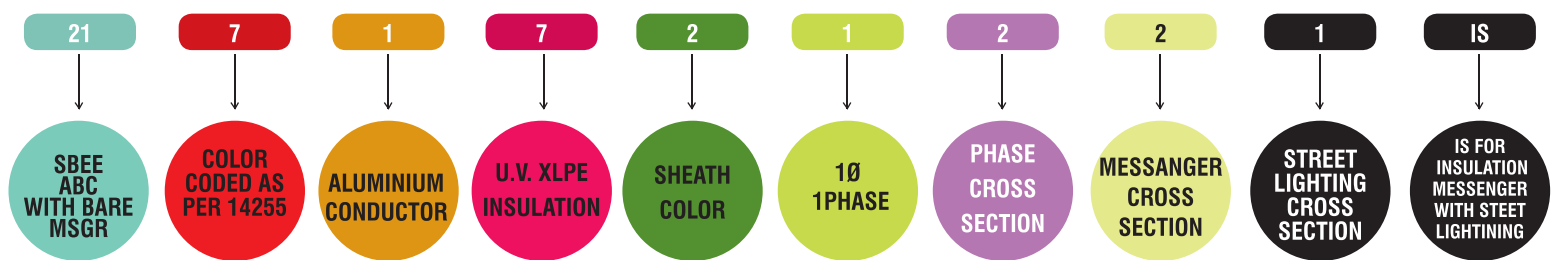 21 7 1 7 2 1 2 2 1 IS
SBEE
ABC
WITH BARE
MSGR
COLOR
CODED AS
PER 14255
ALUMINIUM
CONDUCTOR
U.V. XLPE
INSULATION
SHEATH
COLOR
1Ø
1PHASE
PHASE
CROSS
SECTION
MESSANGER
CROSS
SECTION
STREET
LIGHTING
CROSS
SECTION
IS FOR
INSULATION
MESSENGER
WITH STEET
LIGHTINING